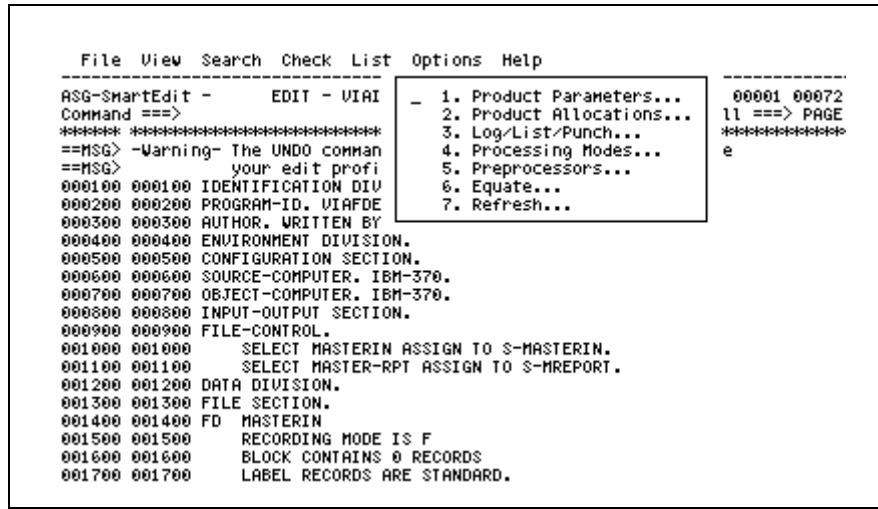 File View Search Check List Options Help
ASG-SmartEdit - EDIT - VIAI _ 1. Product Parameters... 00001 00072
Command ===> 2. Product Allocations... ll ===> PAGE
****** ******************************* 3. Log/List/Punch... *************
==MSG> -Warning- The UNDO comman 4. Processing Modes... e
==MSG> your edit profi 5. Preprocessors...
000100 000100 IDENTIFICATION DIV 6. Equate...
000200 000200 PROGRAM-ID. VIAFDE 7. Refresh...
000300 000300 AUTHOR. WRITTEN BY
000400 000400 ENVIRONMENT DIVISION.
000500 000500 CONFIGURATION SECTION.
000600 000600 SOURCE-COMPUTER. IBM-370.
000700 000700 OBJECT-COMPUTER. IBM-370.
000800 000800 INPUT-OUTPUT SECTION.
000900 000900 FILE-CONTROL.
001000 001000 SELECT MASTERIN ASSIGN TO S-MASTERIN.
001100 001100 SELECT MASTER-RPT ASSIGN TO S-MREPORT.
001200 001200 DATA DIVISION.
001300 001300 FILE SECTION.
001400 001400 FD MASTERIN
001500 001500 RECORDING MODE IS F
001600 001600 BLOCK CONTAINS 0 RECORDS
001700 001700 LABEL RECORDS ARE STANDARD.